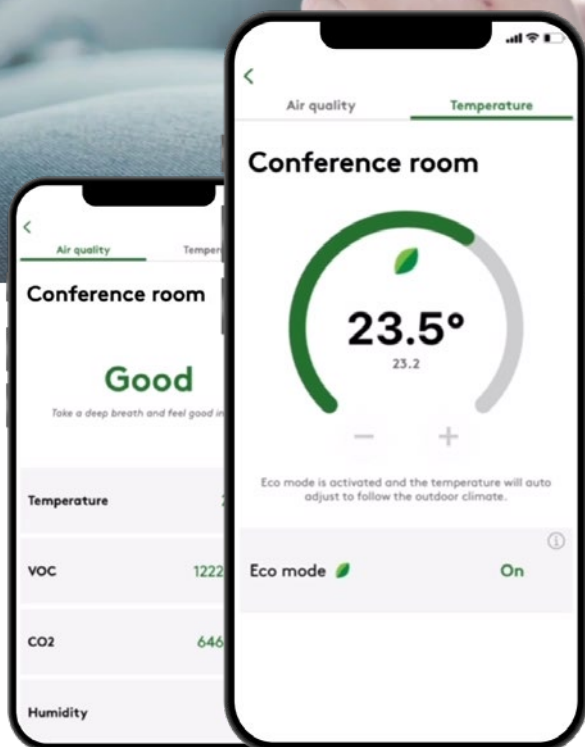 Air quality
Temperature
Conference room
23.5°
23.2
− +
Eco mode is activated and the temperature will auto
adjust to follow the outdoor climate.
Eco mode
On
Air quality
Conference room
Good
Take a deep breath and feel good
Temperature
VOC
1222
CO2
646
Humidity